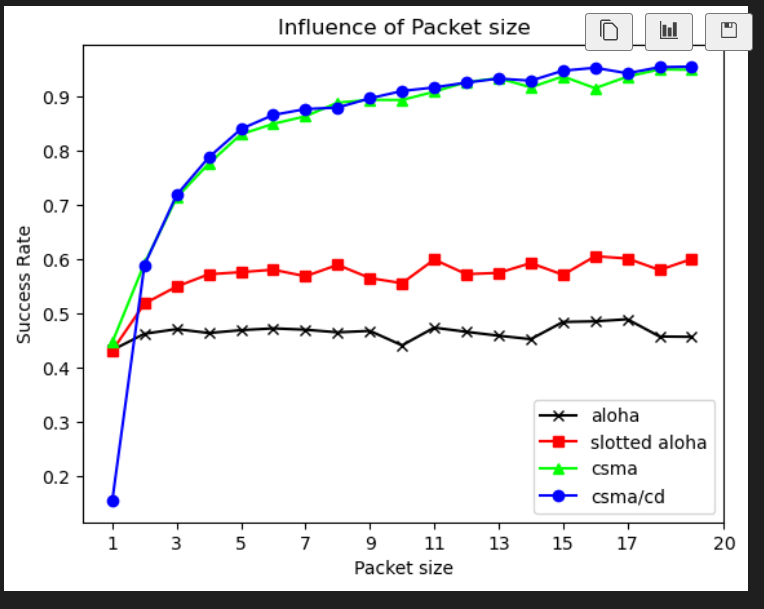 Influence of Packet size
Success Rate
0.9
0.8
0.7
0.6
0.5
0.4
0.3
0.2
aloha
slotted aloha
csma
csma/cd
1 3 5 7 9 11 13 15 17 20
Packet size